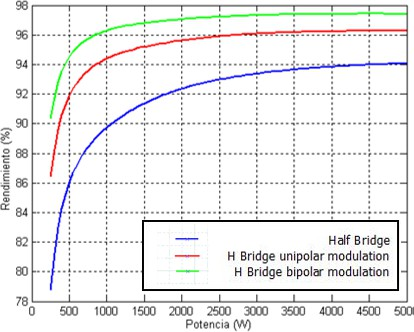 98
96
94
92
90
88
86
84
82
80
78
Rendimiento (%)
Half Bridge
H Bridge unipolar modulation
H Bridge bipolar modulation
0 500 1000 1500 2000 2500 3000 3500 4000 4500 5000
Potencia (W)